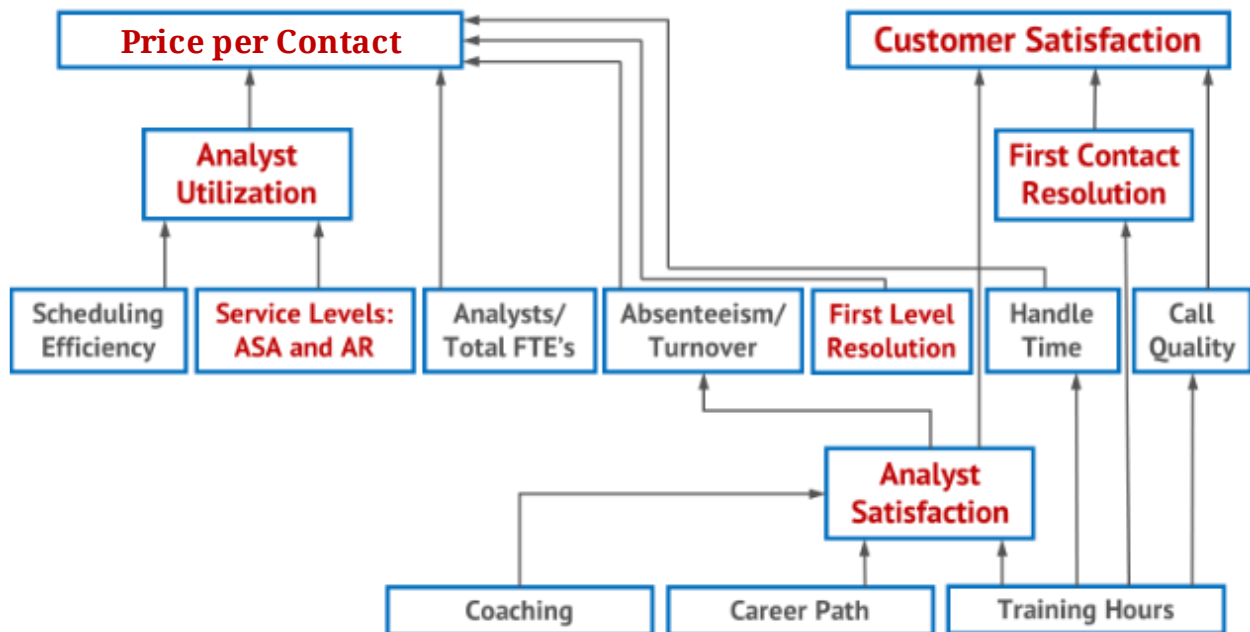 Price per Contact
Customer Satisfaction
Analyst
Utilization
First Contact
Resolution
Scheduling
Efficiency
Service Levels:
ASA and AR
Analysts/
Total FTE's
Absenteeism/
Turnover
First Level
Resolution
Handle
Time
Call
Quality
Analyst
Satisfaction
Coaching
Career Path
Training Hours